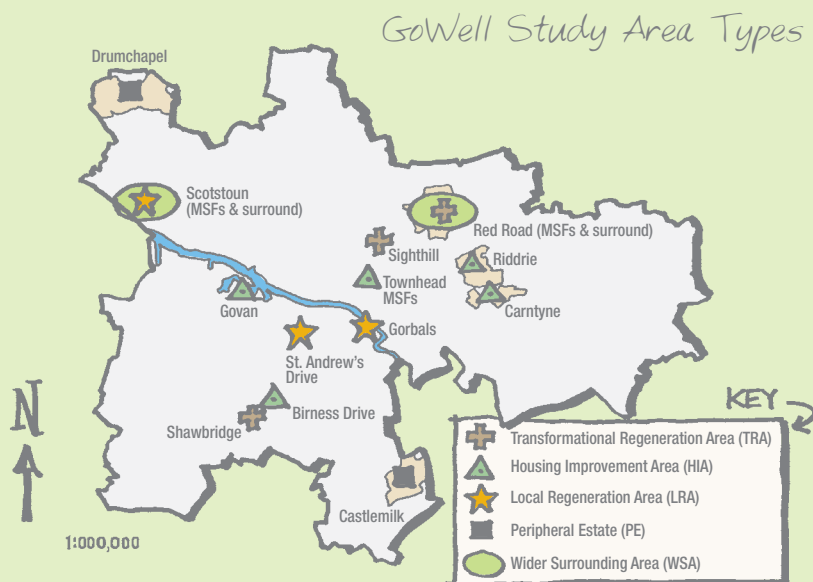 GoWell Study Area Types
Drumchapel
Scotstoun
(MSFs & surround)
Red Road (MSFs & surround)
Sighthill
Riddrie
Townhead
MSFs
Carntyne
Govan
Gorbals
St. Andrew's
Drive
Birness Drive
Shawbridge
Castlemilk
N
1:000,000
KEY
Transformational Regeneration Area (TRA)
Housing Improvement Area (HIA)
Local Regeneration Area (LRA)
Peripheral Estate (PE)
Wider Surrounding Area (WSA)